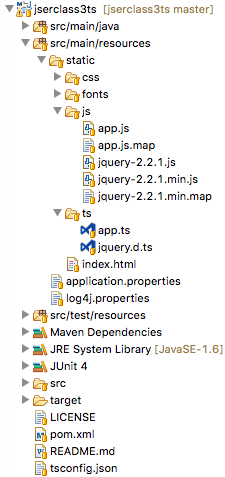 jserclass3ts [jserclass3ts master]
src/main/java
src/main/resources
static
css
fonts
js
app.js
app.js.map
jquery-2.2.1.js
jquery-2.2.1.min.js
jquery-2.2.1.min.map
ts
app.ts
jquery.d.ts
index.html
application.properties
log4j.properties
src/test/resources
Maven Dependencies
JRE System Library [JavaSE-1.6]
JUnit 4
src
target
LICENSE
pom.xml
README.md
tsconfig.json